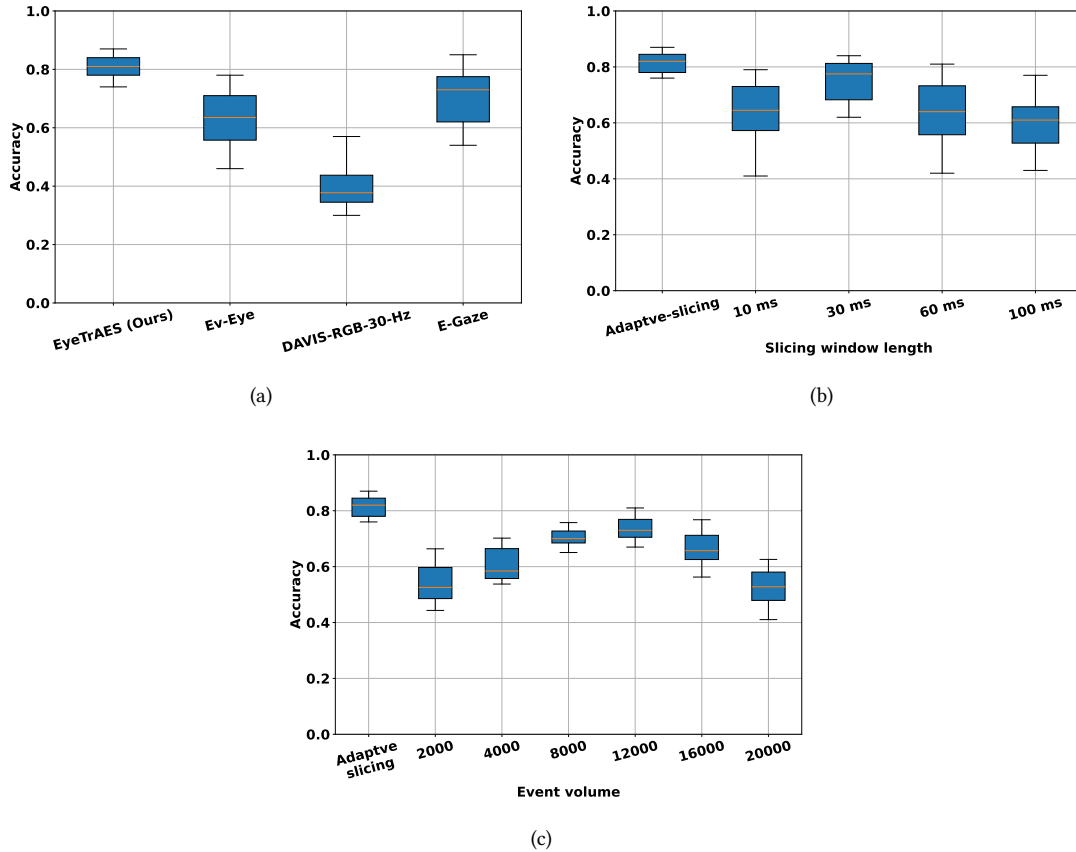 1.0
0.8
0.6
0.4
0.2
0.0
Accuracy
EyeTrAES (Ours)
Ev-Eye
DAVIS-RGB-30-Hz
E-Gaze
(a)
1.0
0.8
0.6
0.4
0.2
0.0
Accuracy
Adaptve-slicing
10 ms
30 ms
60 ms
100 ms
Slicing window length
(b)
1.0
0.8
0.6
0.4
0.2
0.0
Accuracy
Adaptve
slicing
2000
4000
8000
12000
16000
20000
Event volume
(c)